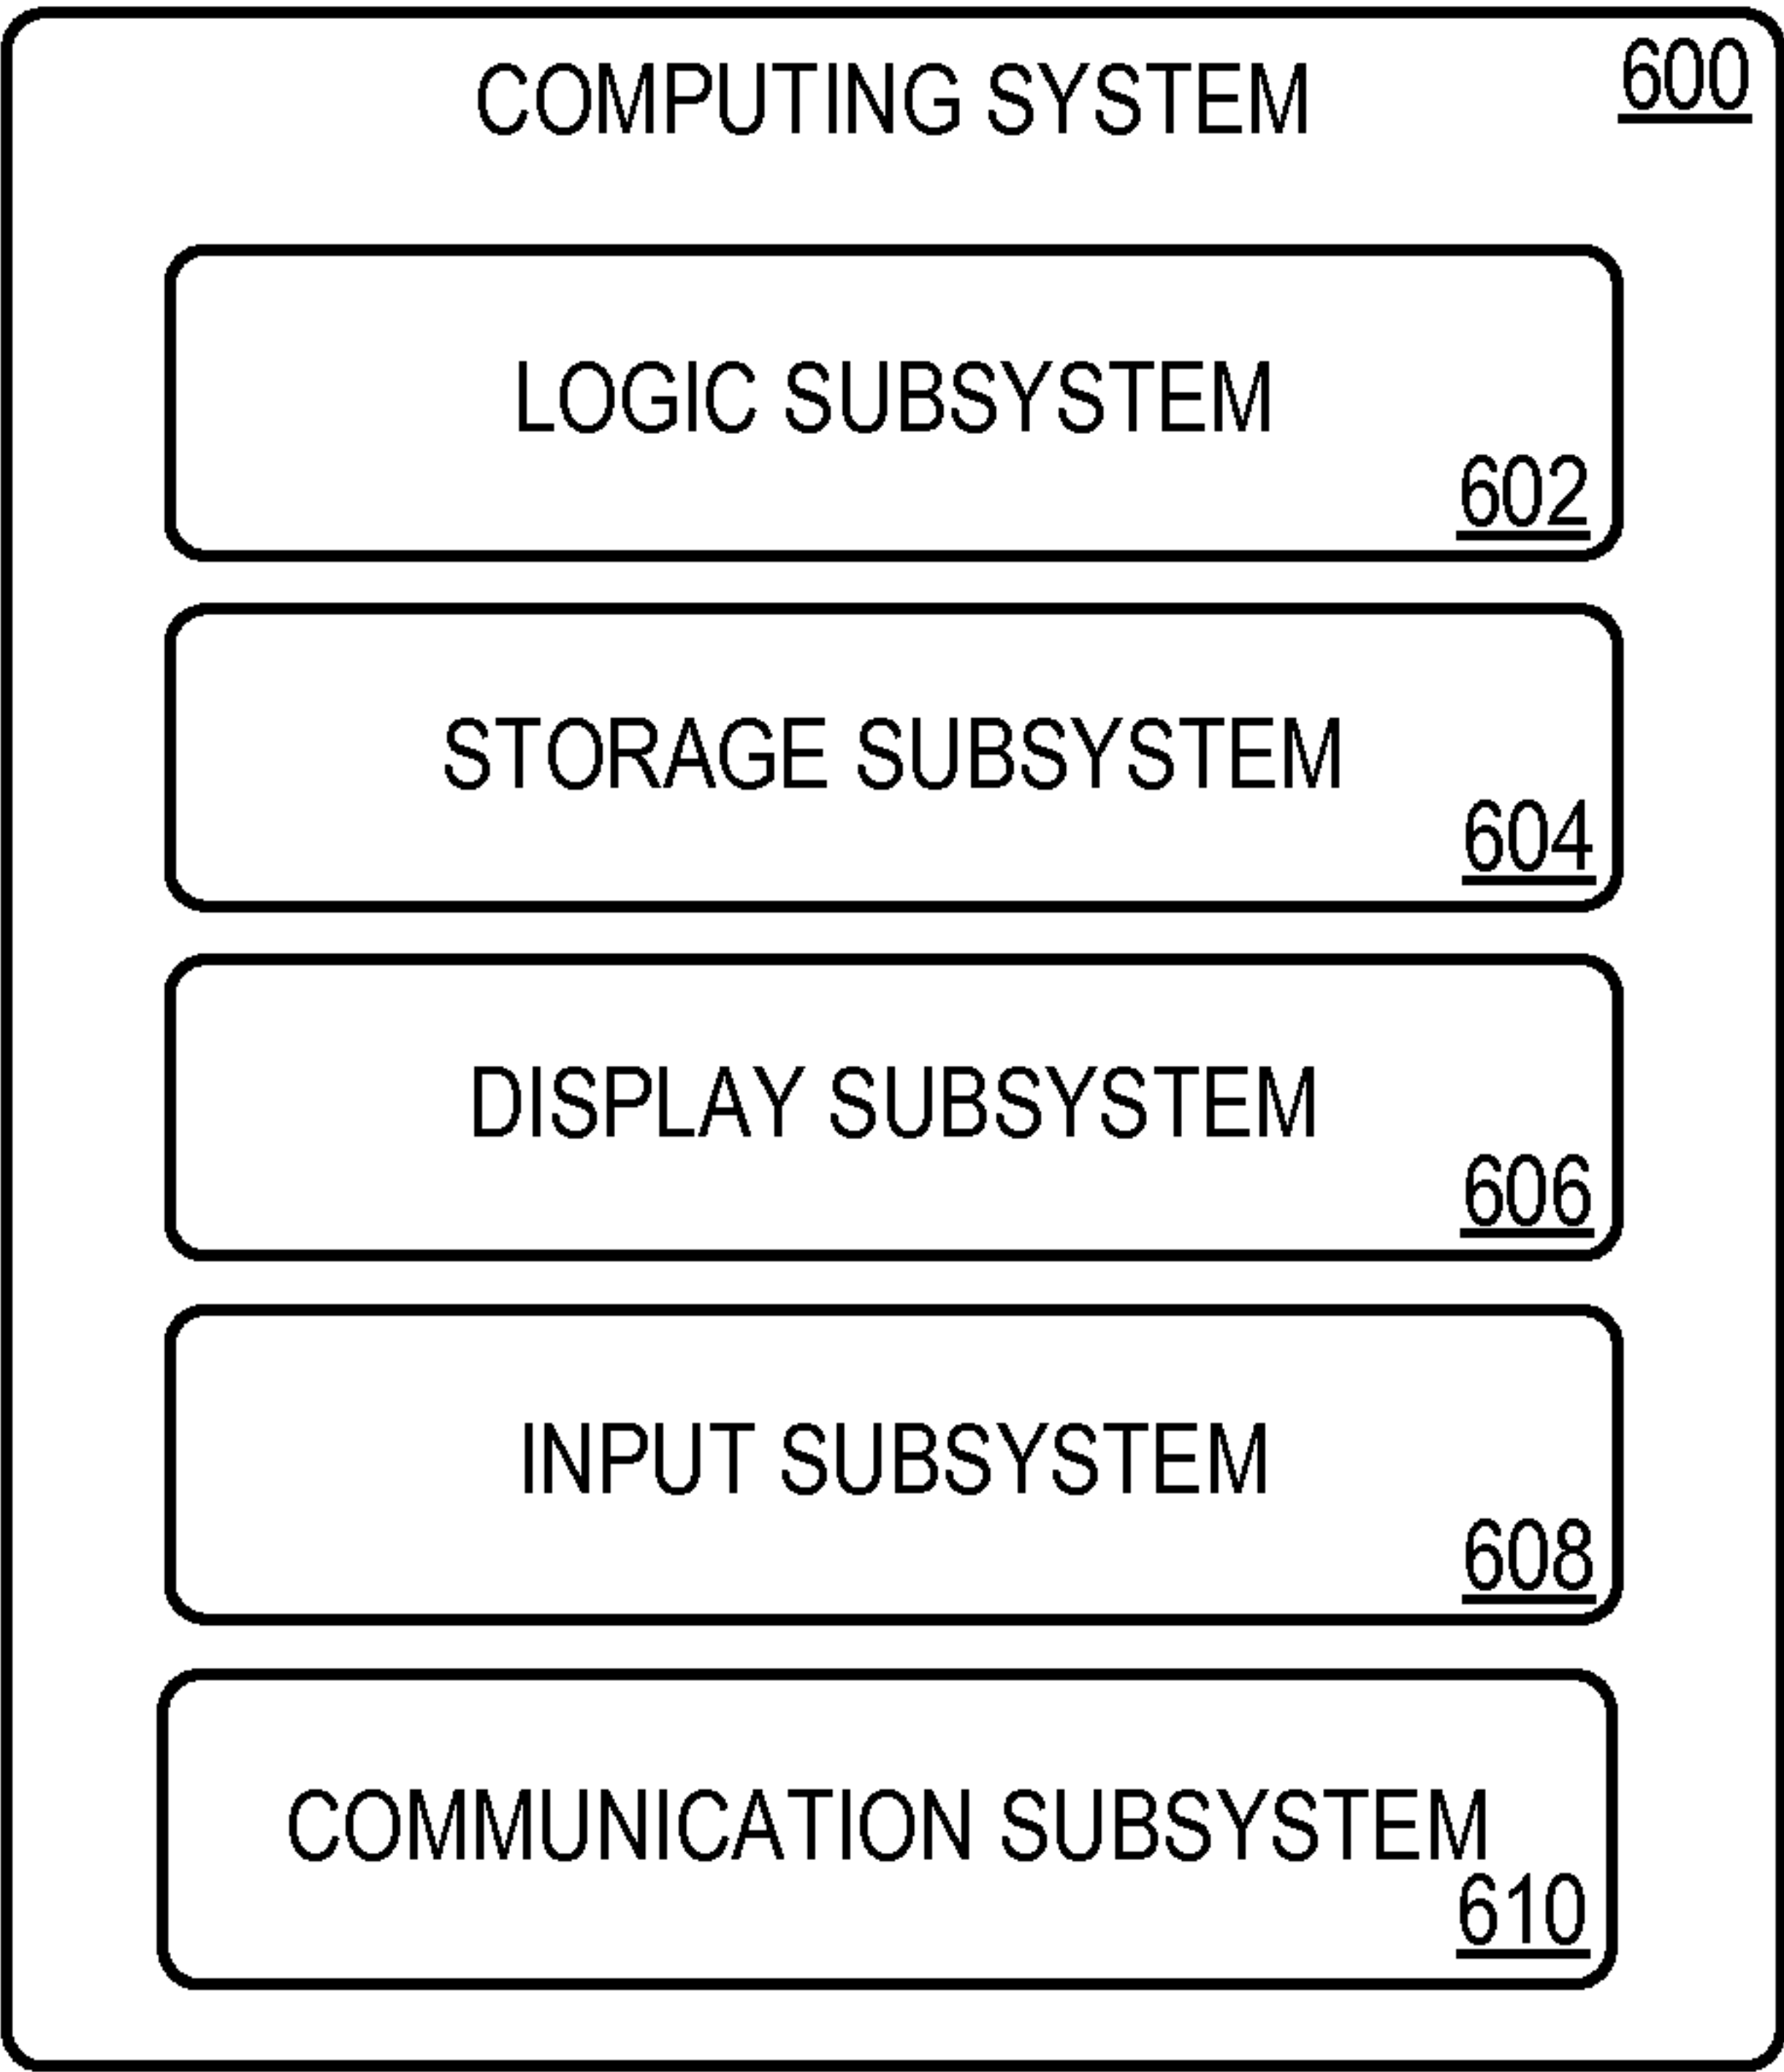 COMPUTING SYSTEM
600
LOGIC SUBSYSTEM
602
STORAGE SUBSYSTEM
604
DISPLAY SUBSYSTEM
606
INPUT SUBSYSTEM
608
COMMUNICATION SUBSYSTEM
610